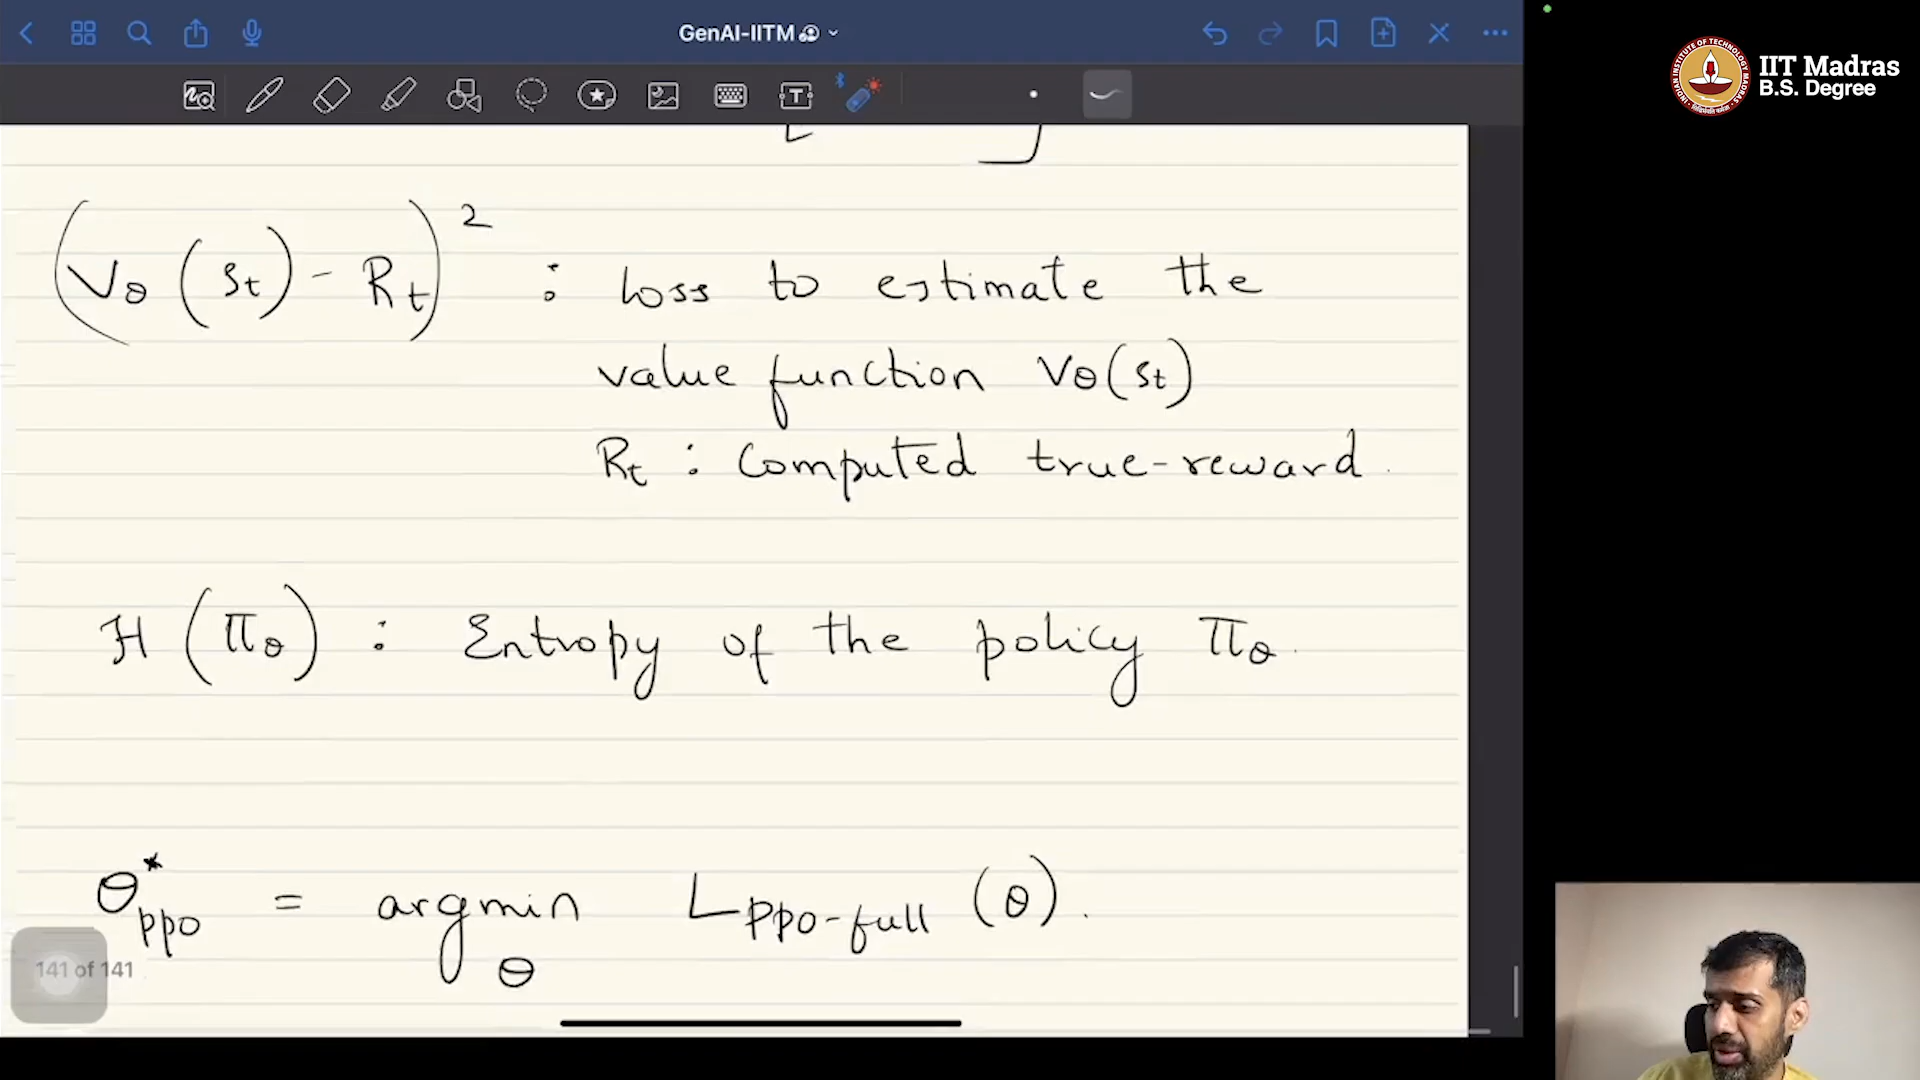 GenAI-IITM
IIT Madras
B.S. Degree
(Vθ(st) - Rt)² : Loss to estimate the
value function Vθ(st)
Rt : Computed true-reward.
H(πθ) : Entropy of the policy πθ.
θ*ppo = argmin L ppo-full (θ).
θ
141 of 141